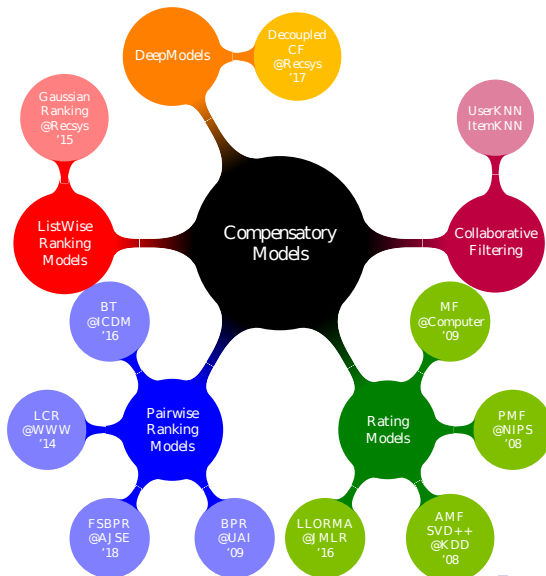 DeepModels
Decoupled
CF
@Recsys
'17
Gaussian
Ranking
@Recsys
'15
UserKNN
ItemKNN
ListWise
Ranking
Models
Compensatory
Models
Collaborative
Filtering
BT
@ICDM
'16
MF
@Computer
'09
LCR
@WWW
'14
Pairwise
Ranking
Models
Rating
Models
PMF
@NIPS
'08
FSBPR
@AJSE
'18
BPR
@UAI
'09
LLORMA
@JMLR
'16
AMF
SVD++
@KDD
'08